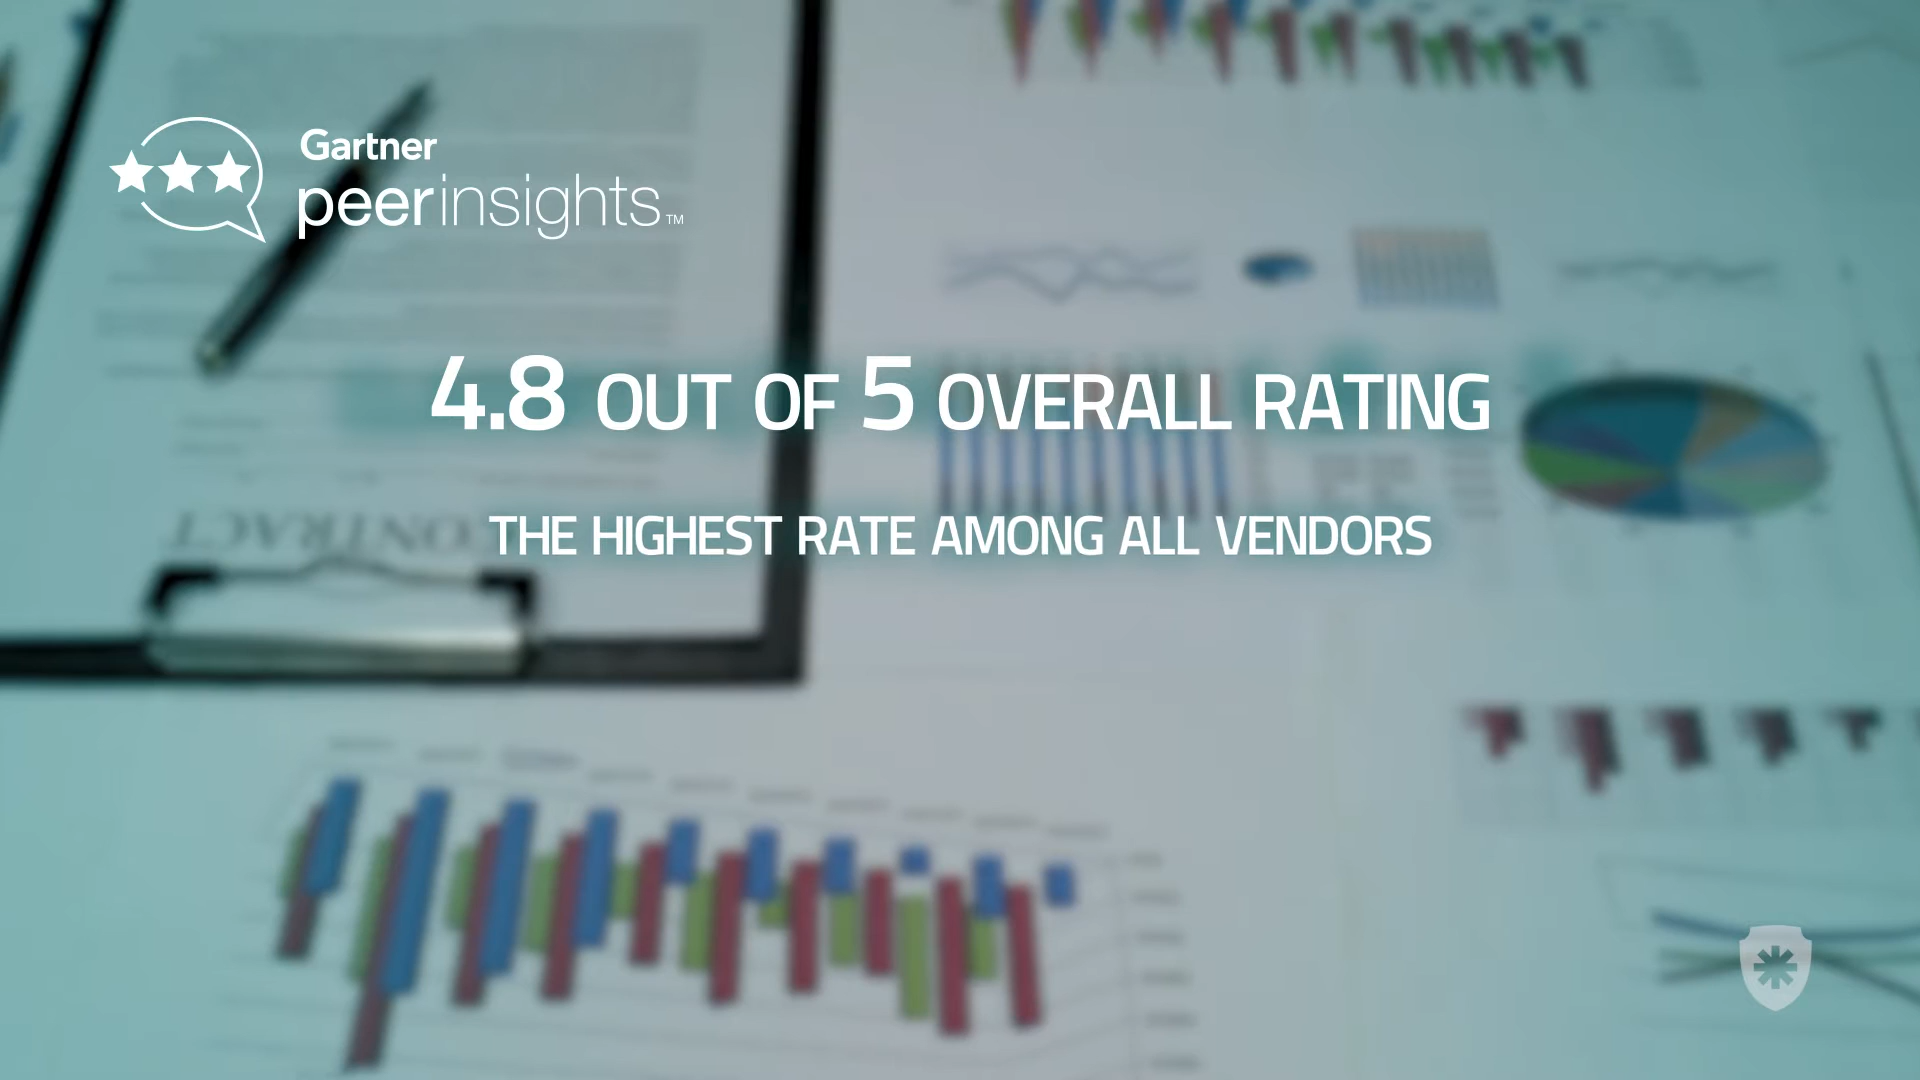 Gartner
peerinsights™
4.8 OUT OF 5 OVERALL RATING
THE HIGHEST RATE AMONG ALL VENDORS